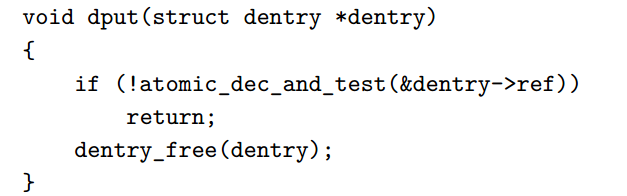 void dput(struct dentry *dentry)
{
    if (!atomic_dec_and_test(&dentry->ref))
        return;
    dentry_free(dentry);
}